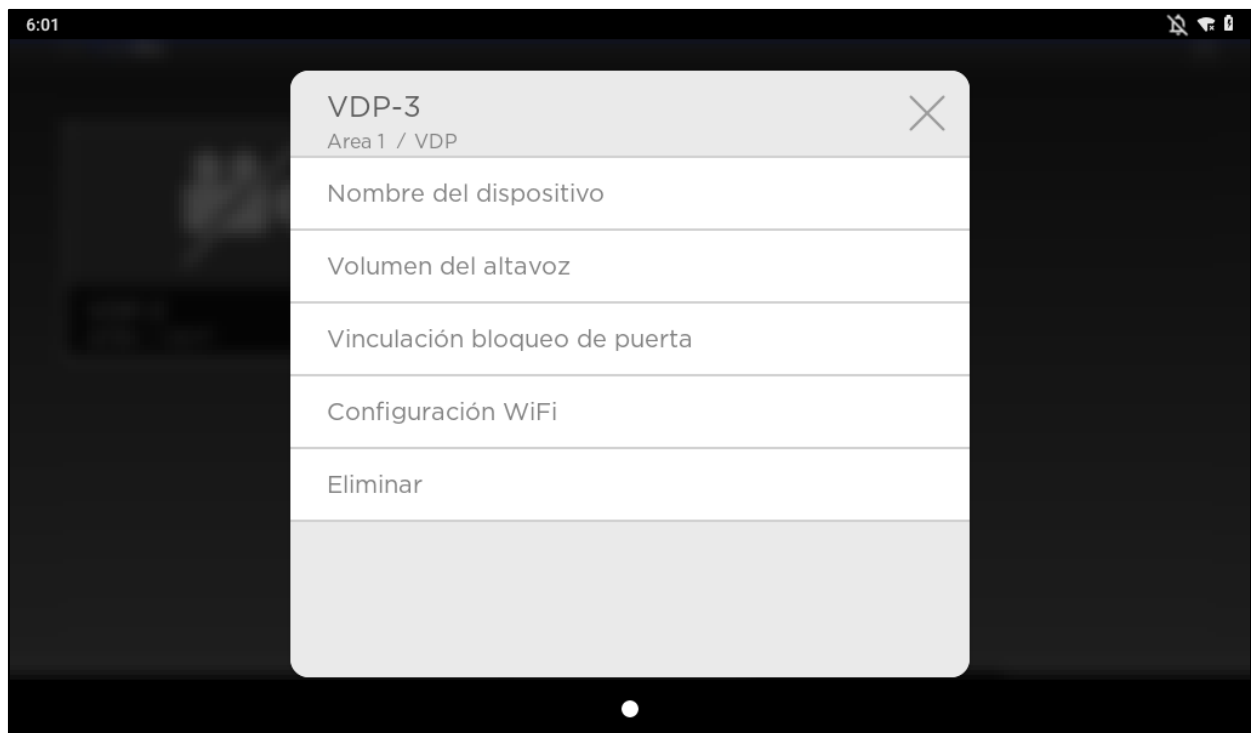 6:01
VDP-3
Area 1 / VDP
Nombre del dispositivo
Volumen del altavoz
Vinculación bloqueo de puerta
Configuración WiFi
Eliminar